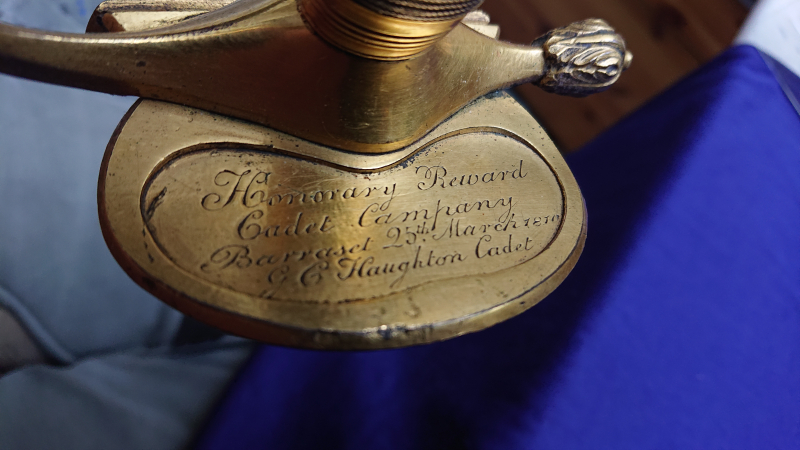 Honorary Reward
Cadet Company
Barraset 25th March 1810
G C Haughton Cadet